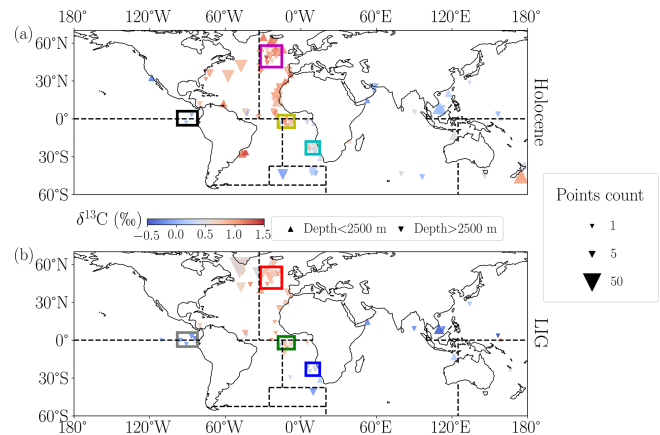 120°W 60°W 0°W 60°E 120°E 180
(a)
60°N
30°N
0°
30°S
60°S
Holocene
δ¹³C (‰)
−0.5 0.0 0.5 1.0 1.5
Depth<2500 m Depth>2500 m
Points count
1
5
50
(b)
60°N
30°N
0°
30°S
60°S
LIG
180° 120°W 60°W 0°W 60°E 120°E 180°